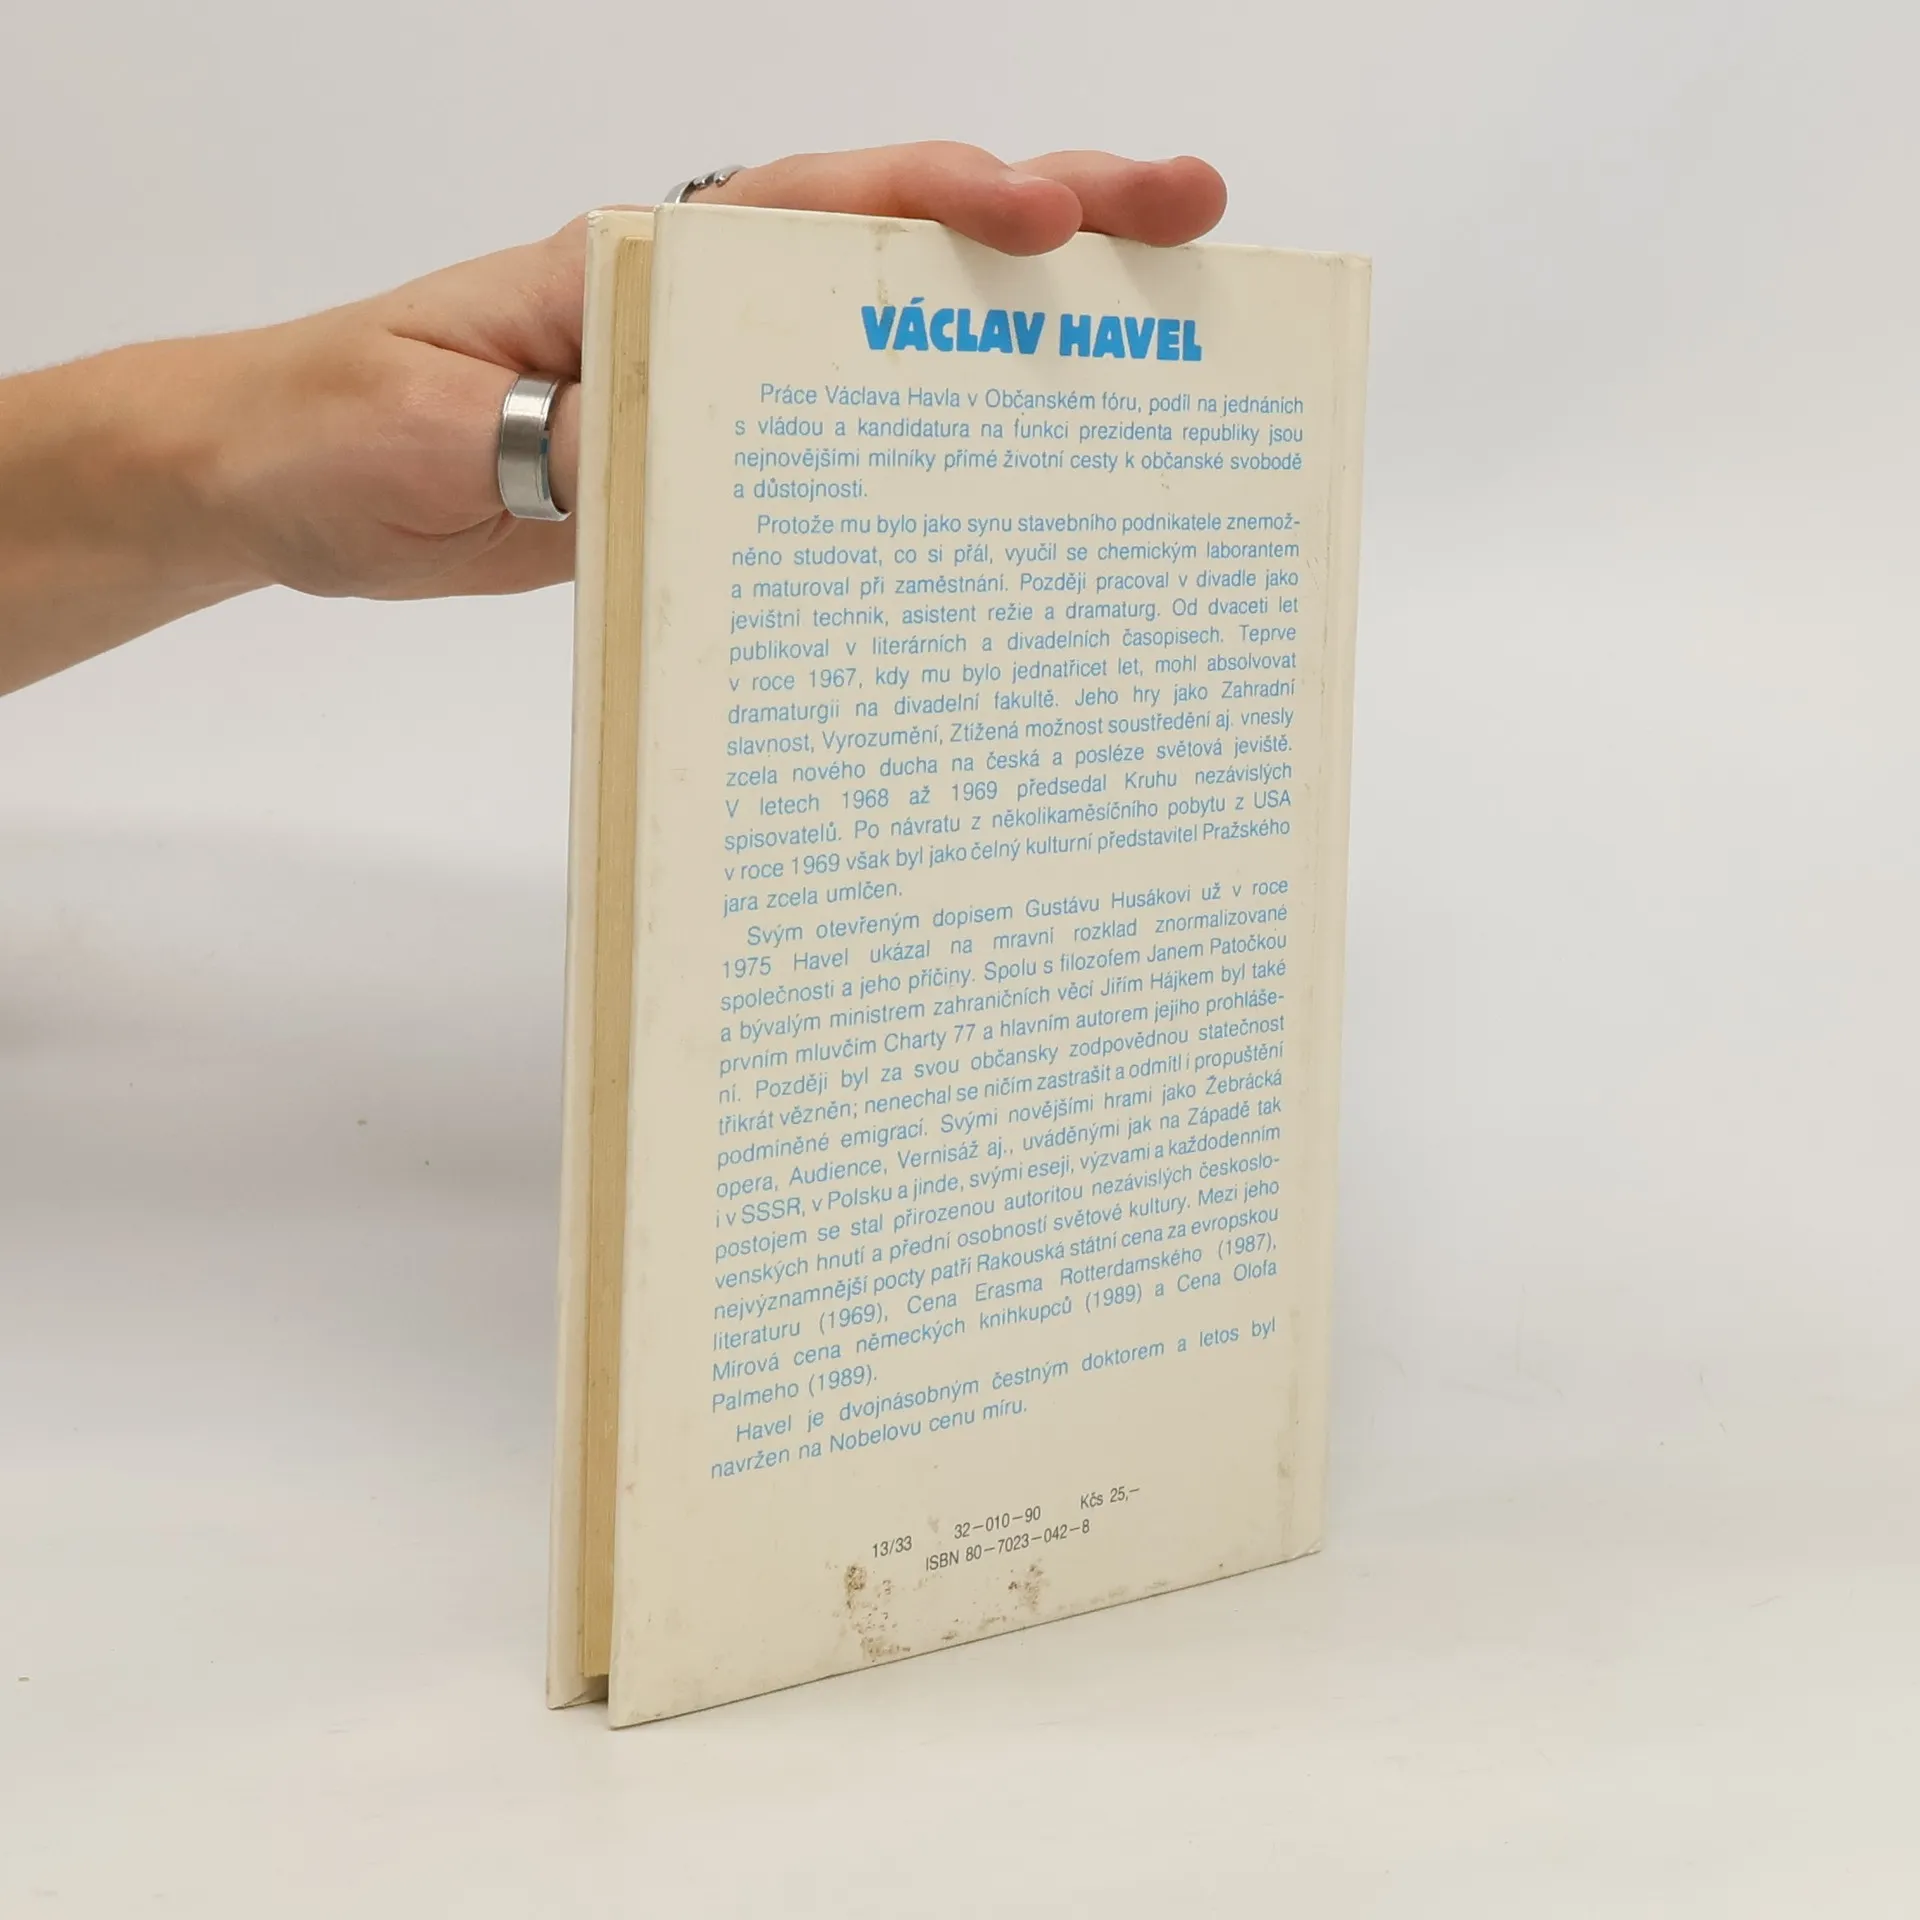 VÁCLAV HAVEL
Práce Václava Havla v Občanském fóru, podíl na jednáních
s vládou a kandidatura na funkci prezidenta republiky jsou
nejnovějšími milníky přímé životní cesty k občanské svobodě
a důstojnosti.
Protože mu bylo jako synu stavebního podnikatele znemož-
něno studovat, co si přál, vyučil se chemickým laborantem
a maturoval při zaměstnání. Později pracoval v divadle jako
jevištní technik, asistent režie a dramaturg. Od dvaceti let
publikoval v literárních a divadelních časopisech. Teprve
v roce 1967, kdy mu bylo jednatřicet let, mohl absolvovat
dramaturgii na divadelní fakultě. Jeho hry jako Zahradní
slavnost, Vyrozumění, Ztížená možnost soustředění aj. vnesly
zcela nového ducha na česká a posléze světová jeviště.
V letech 1968 až 1969 předsedal Kruhu nezávislých
spisovatelů. Po návratu z několikaměsíčního pobytu z USA
v roce 1969 však byl jako čelný kulturní představitel Pražského
jara zcela umlčen.
Svým otevřeným dopisem Gustávu Husákovi už v roce
1975 Havel ukázal na mravní rozklad znormalizované
společnosti a jeho příčiny. Spolu s filozofem Janem Patočkou
a bývalým ministrem zahraničních věcí Jiřím Hájkem byl také
prvním mluvčím Charty 77 a hlavním autorem jejího prohláše-
ní. Později byl za svou občansky zodpovědnou statečnost
třikrát vězněn; nenechal se ničím zastrašit a odmítl i propuštění
podmíněné emigrací. Svými novějšími hrami jako Žebrácká
opera, Audience, Vernisáž aj., uváděnými jak na Západě tak
i v SSSR, v Polsku a jinde, svými eseji, výzvami a každodenním
postojem se stal přirozenou autoritou nezávislých českoslo-
venských hnutí a přední osobností světové kultury. Mezi jeho
nejvýznamnější pocty patří Rakouská státní cena za evropskou
literaturu (1969), Cena Erasma Rotterdamského (1987),
Mírová cena německých knihkupců (1989) a Cena Olofa
Palmeho (1989).
Havel je dvojnásobným čestným doktorem a letos byl
navržen na Nobelovu cenu míru.
13/33 32-010-90 Kčs 25,-
ISBN 80-7023-042-8